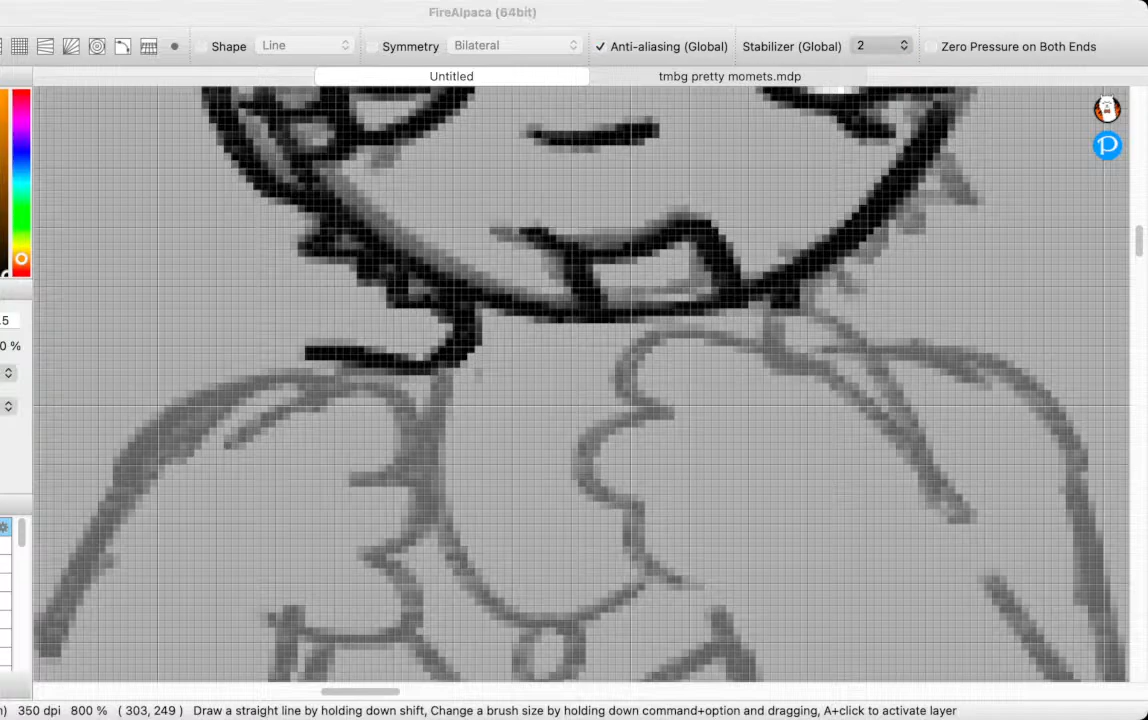 FireAlpaca (64bit)
Shape Line Symmetry Bilateral ✓ Anti-aliasing (Global) Stabilizer (Global) 2 Zero Pressure on Both Ends
Untitled tmbg pretty momets.mdp
.5
0 %
) 350 dpi 800 % ( 303, 249 ) Draw a straight line by holding down shift, Change a brush size by holding down command+option and dragging, A+click to activate layer